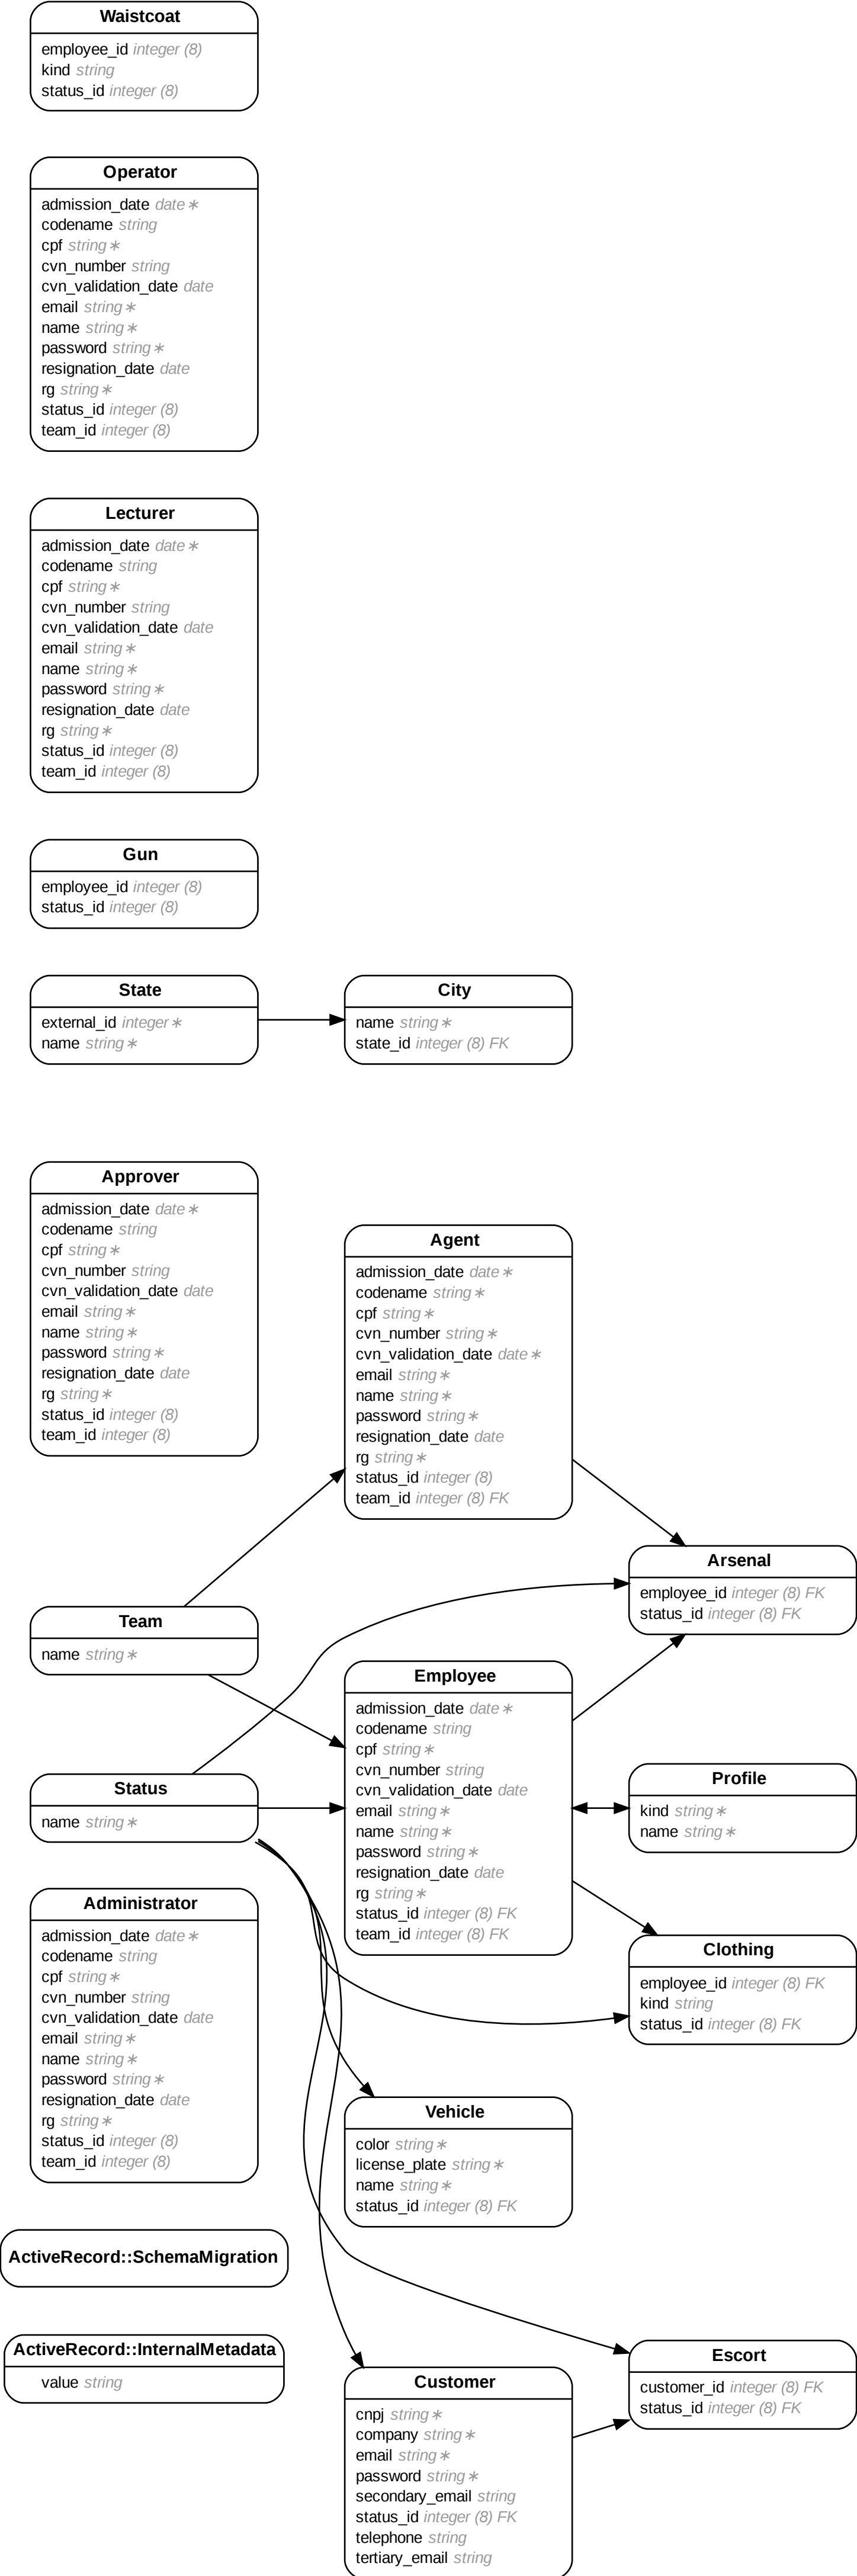 Waistcoat
employee_id integer (8)
kind string
status_id integer (8)
Operator
admission_date date ∗
codename string
cpf string ∗
cvn_number string
cvn_validation_date date
email string ∗
name string ∗
password string ∗
resignation_date date
rg string ∗
status_id integer (8)
team_id integer (8)
Lecturer
admission_date date ∗
codename string
cpf string ∗
cvn_number string
cvn_validation_date date
email string ∗
name string ∗
password string ∗
resignation_date date
rg string ∗
status_id integer (8)
team_id integer (8)
Gun
employee_id integer (8)
status_id integer (8)
State
external_id integer ∗
name string ∗
City
name string ∗
state_id integer (8) FK
Approver
admission_date date ∗
codename string
cpf string ∗
cvn_number string
cvn_validation_date date
email string ∗
name string ∗
password string ∗
resignation_date date
rg string ∗
status_id integer (8)
team_id integer (8)
Agent
admission_date date ∗
codename string ∗
cpf string ∗
cvn_number string ∗
cvn_validation_date date ∗
email string ∗
name string ∗
password string ∗
resignation_date date
rg string ∗
status_id integer (8)
team_id integer (8) FK
Arsenal
employee_id integer (8) FK
status_id integer (8) FK
Team
name string ∗
Employee
admission_date date ∗
codename string
cpf string ∗
cvn_number string
cvn_validation_date date
email string ∗
name string ∗
password string ∗
resignation_date date
rg string ∗
status_id integer (8) FK
team_id integer (8) FK
Profile
kind string ∗
name string ∗
Status
name string ∗
Clothing
employee_id integer (8) FK
kind string
status_id integer (8) FK
Administrator
admission_date date ∗
codename string
cpf string ∗
cvn_number string
cvn_validation_date date
email string ∗
name string ∗
password string ∗
resignation_date date
rg string ∗
status_id integer (8)
team_id integer (8)
Vehicle
color string ∗
license_plate string ∗
name string ∗
status_id integer (8) FK
ActiveRecord::SchemaMigration
ActiveRecord::InternalMetadata
value string
Escort
customer_id integer (8) FK
status_id integer (8) FK
Customer
cnpj string ∗
company string ∗
email string ∗
password string ∗
secondary_email string
status_id integer (8) FK
telephone string
tertiary_email string